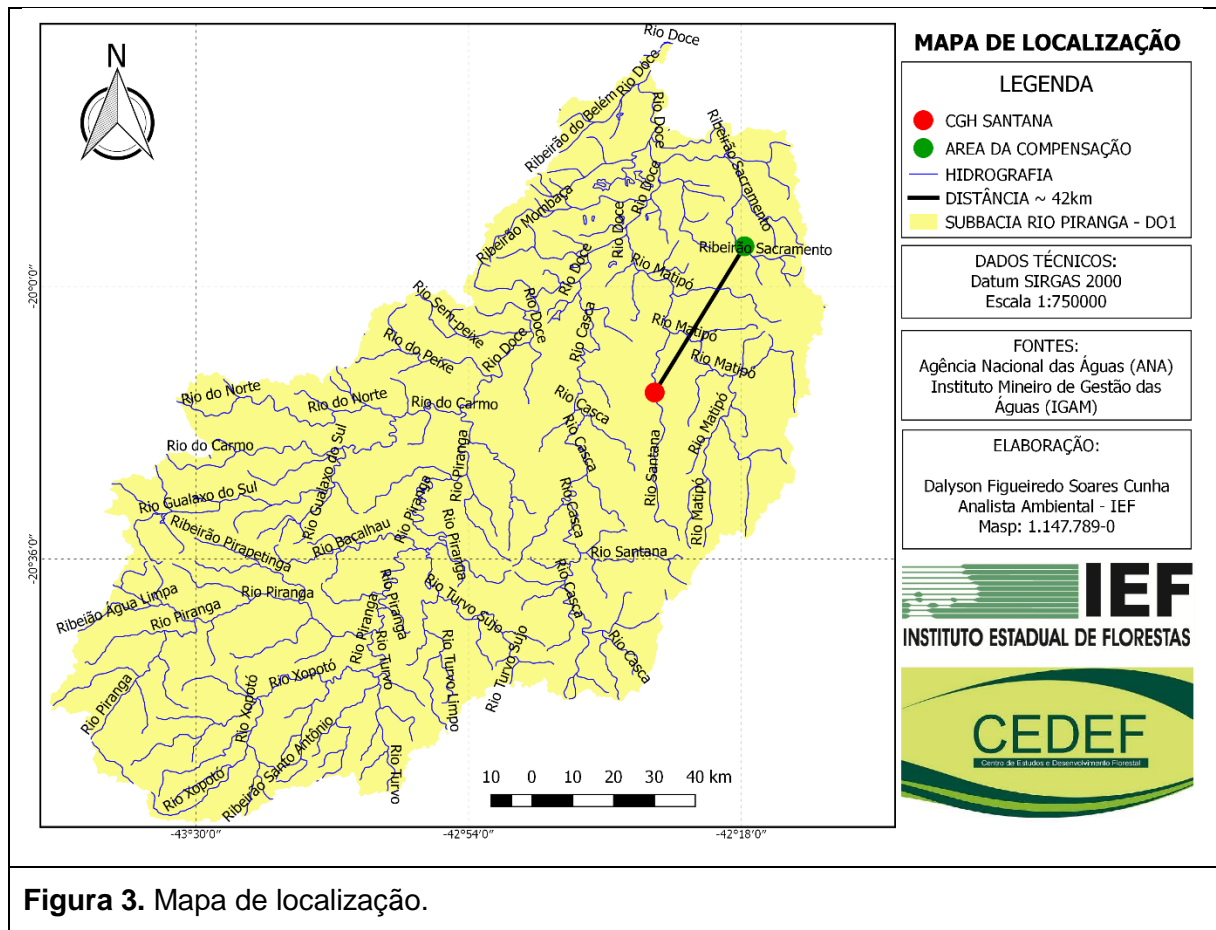 N
Rio Doce
Rio Doce
Ribeirão do Belém
Rio Doce
Ribeirão Sacramento
Ribeirão Mombaça
Rio Doce
Rio Doce
Ribeirão Sacramento
Rio Doce
Rio Matipó
Rio Sem-peixe
Rio Doce
Rio Casca
Rio Matipó
Rio do Peixe
Rio Doce
Rio Matipó
Rio do Norte
Rio do Norte
Rio do Carmo
Rio Casca
Rio Matipó
Rio do Carmo
Rio Gualaxo do Sul
Rio Piranga
Rio Casca
Rio Santana
Rio Gualaxo do Sul
Rio Piranga
Rio Casca
Rio Matipó
Ribeirão Pirapetinga
Rio Bacalhau
Rio Piranga
Rio Santana
Ribeião Água Limpa
Rio Piranga
Rio Piranga
Rio Piranga
Rio Turvo Sujo
Rio Casca
Rio Piranga
Rio Turvo
Rio Turvo Limpo
Rio Turvo Sujo
Rio Casca
Rio Piranga
Rio Xopotó
Rio Xopotó
Ribeirão Santo Antônio
Rio Xopotó
Rio Turvo
10 0 10 20 30 40 km
-20°0'0"
-20°36'0"
-43°30'0"
-42°54'0"
-42°18'0"
MAPA DE LOCALIZAÇÃO
LEGENDA
CGH SANTANA
AREA DA COMPENSAÇÃO
HIDROGRAFIA
DISTÂNCIA ~ 42km
SUBBACIA RIO PIRANGA - DO1
DADOS TÉCNICOS:
Datum SIRGAS 2000
Escala 1:750000
FONTES:
Agência Nacional das Águas (ANA)
Instituto Mineiro de Gestão das
Águas (IGAM)
ELABORAÇÃO:
Dalyson Figueiredo Soares Cunha
Analista Ambiental - IEF
Masp: 1.147.789-0
IEF
INSTITUTO ESTADUAL DE FLORESTAS
CEDEF
Centro de Estudos e Desenvolvimento Florestal
Figura 3. Mapa de localização.